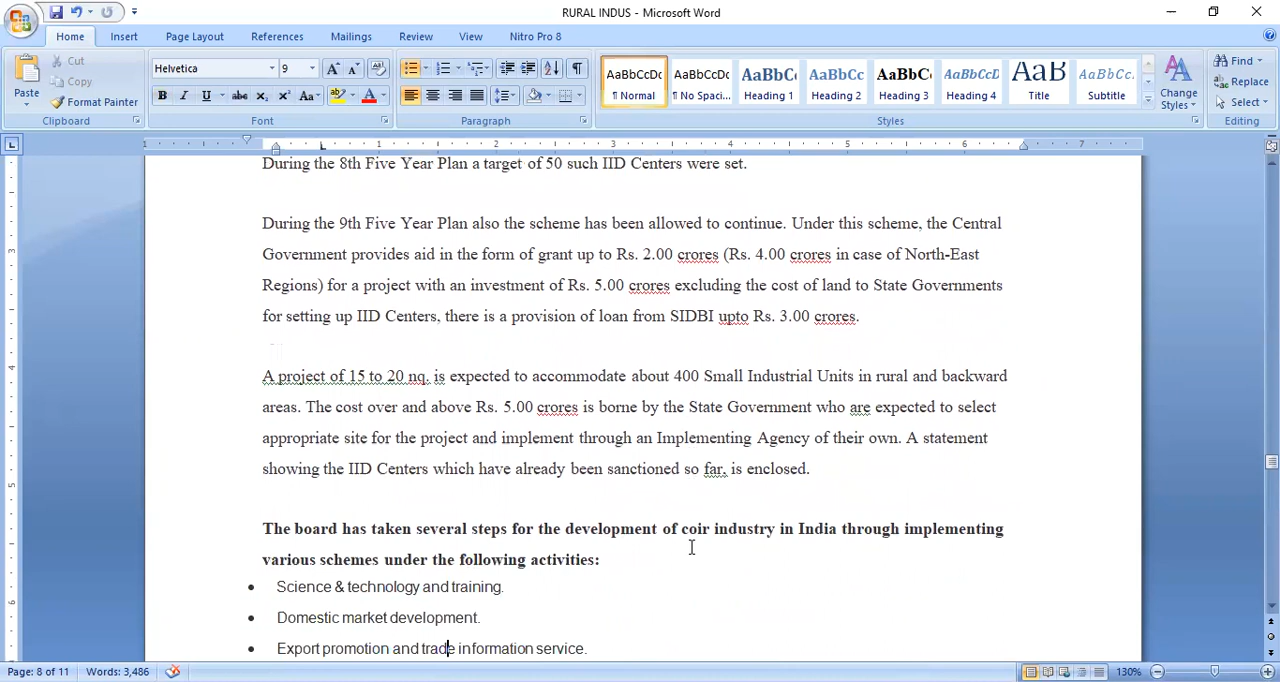 RURAL INDUS - Microsoft Word
Home Insert Page Layout References Mailings Review View Nitro Pro 8
Paste Cut Copy Format Painter
Clipboard
Helvetica 9
Font
Paragraph
AaBbCcDc AaBbCcDc AaBbC AaBbCc AaBbCc AaBbCcD AaB AaBbCcD
¶ Normal ¶ No Spaci... Heading 1 Heading 2 Heading 3 Heading 4 Title Subtitle
Change Styles
Styles
Find Replace Select
Editing
1 1 2 3 4 5 6 7
During the 8th Five Year Plan a target of 50 such IID Centers were set.
During the 9th Five Year Plan also the scheme has been allowed to continue. Under this scheme, the Central
Government provides aid in the form of grant up to Rs. 2.00 crores (Rs. 4.00 crores in case of North-East
Regions) for a project with an investment of Rs. 5.00 crores excluding the cost of land to State Governments
for setting up IID Centers, there is a provision of loan from SIDBI upto Rs. 3.00 crores.
A project of 15 to 20 nq. is expected to accommodate about 400 Small Industrial Units in rural and backward
areas. The cost over and above Rs. 5.00 crores is borne by the State Government who are expected to select
appropriate site for the project and implement through an Implementing Agency of their own. A statement
showing the IID Centers which have already been sanctioned so far, is enclosed.
The board has taken several steps for the development of coir industry in India through implementing
various schemes under the following activities:
• Science & technology and training.
• Domestic market development.
• Export promotion and trade information service.
Page: 8 of 11 Words: 3,486 130%